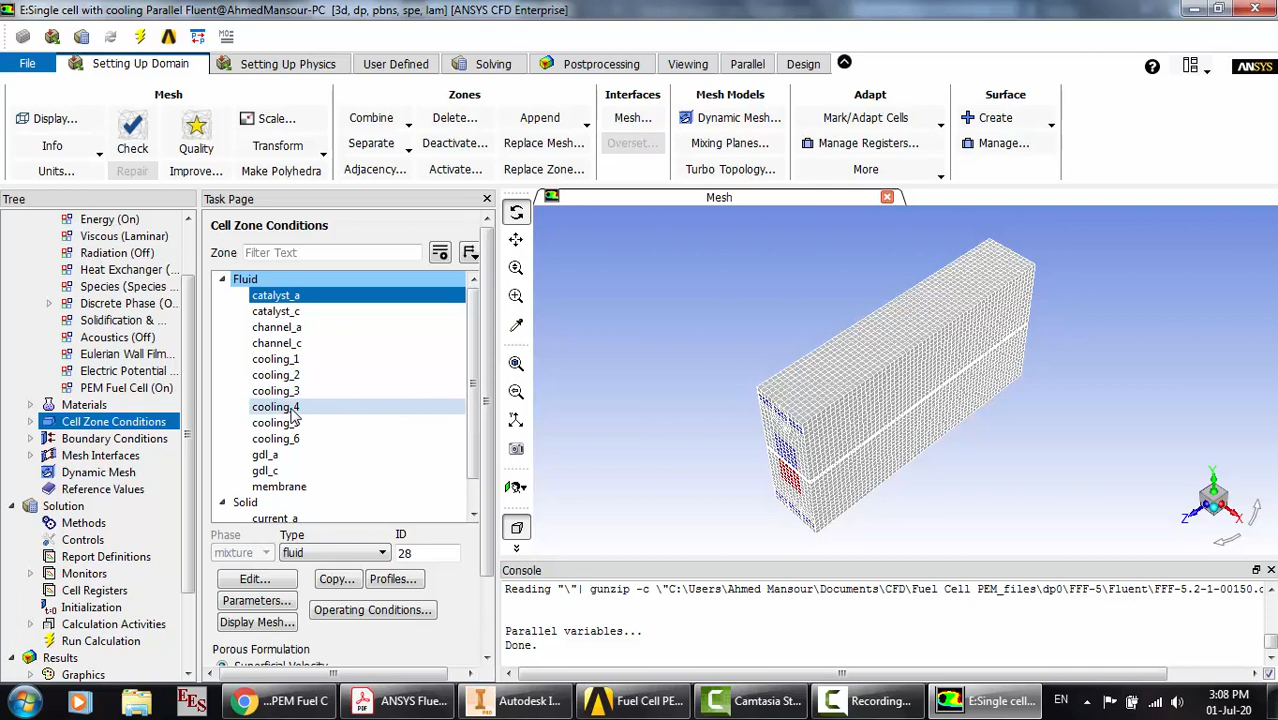 E:Single cell with cooling Parallel Fluent@AhmedMansour-PC [3d, dp, pbns, spe, lam] [ANSYS CFD Enterprise]
File
Setting Up Domain
Setting Up Physics
User Defined
Solving
Postprocessing
Viewing
Parallel
Design
ANSYS
Mesh
Zones
Interfaces
Mesh Models
Adapt
Surface
Display...
Scale...
Combine
Delete...
Append
Mesh...
Dynamic Mesh...
Mark/Adapt Cells
Create
Info
Check
Quality
Transform
Separate
Deactivate...
Replace Mesh...
Overset...
Mixing Planes...
Manage Registers...
Manage...
Units...
Repair
Improve...
Make Polyhedra
Adjacency...
Activate...
Replace Zone...
Turbo Topology...
More
Tree
Energy (On)
Viscous (Laminar)
Radiation (Off)
Heat Exchanger (...
Species (Species ...
Discrete Phase (O...
Solidification & ...
Acoustics (Off)
Eulerian Wall Film...
Electric Potential ...
PEM Fuel Cell (On)
Materials
Cell Zone Conditions
Boundary Conditions
Mesh Interfaces
Dynamic Mesh
Reference Values
Solution
Methods
Controls
Report Definitions
Monitors
Cell Registers
Initialization
Calculation Activities
Run Calculation
Results
Graphics
Task Page
Cell Zone Conditions
Zone
Filter Text
Fluid
catalyst_a
catalyst_c
channel_a
channel_c
cooling_1
cooling_2
cooling_3
cooling_4
cooling_
cooling_6
gdl_a
gdl_c
membrane
Solid
current_a
Phase
Type
ID
mixture
fluid
28
Edit...
Copy...
Profiles...
Parameters...
Operating Conditions...
Display Mesh...
Porous Formulation
Superficial Velocity
Mesh
Y
Z
X
Console
Reading "\"| gunzip -c \"C:\Users\Ahmed Mansour\Documents\CFD\Fuel Cell PEM_files\dp0\FFF-5\Fluent\FFF-5.2-1-00150.c
Parallel variables...
Done.
EES
...PEM Fuel C
ANSYS Flue...
Autodesk I...
Fuel Cell PE...
Camtasia St...
Recording...
E:Single cell...
EN
3:08 PM
01-Jul-20